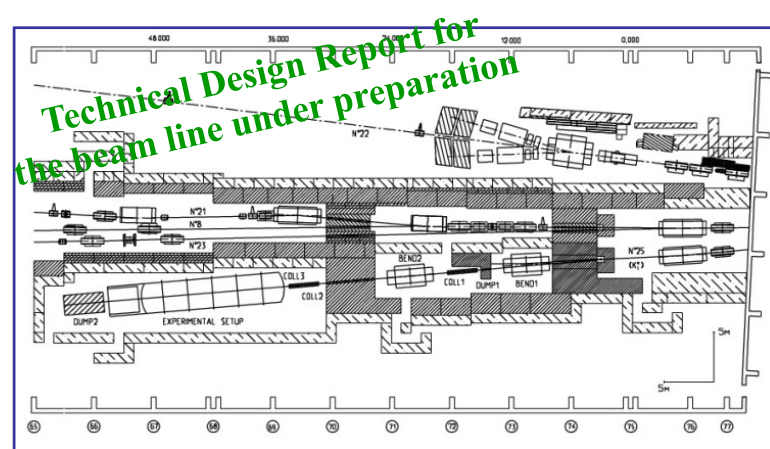 48.000 36.000 24.000 12.000 0,000
Technical Design Report for
the beam line under preparation
N°22
N°21
N°8
N°23
N°25
(K°)
BEND2
COLL1
DUMP1
BEND1
COLL3
COLL2
DUMP2
EXPERIMENTAL SETUP
5M
5M
65 66 67 68 69 70 71 72 73 74 75 76 77